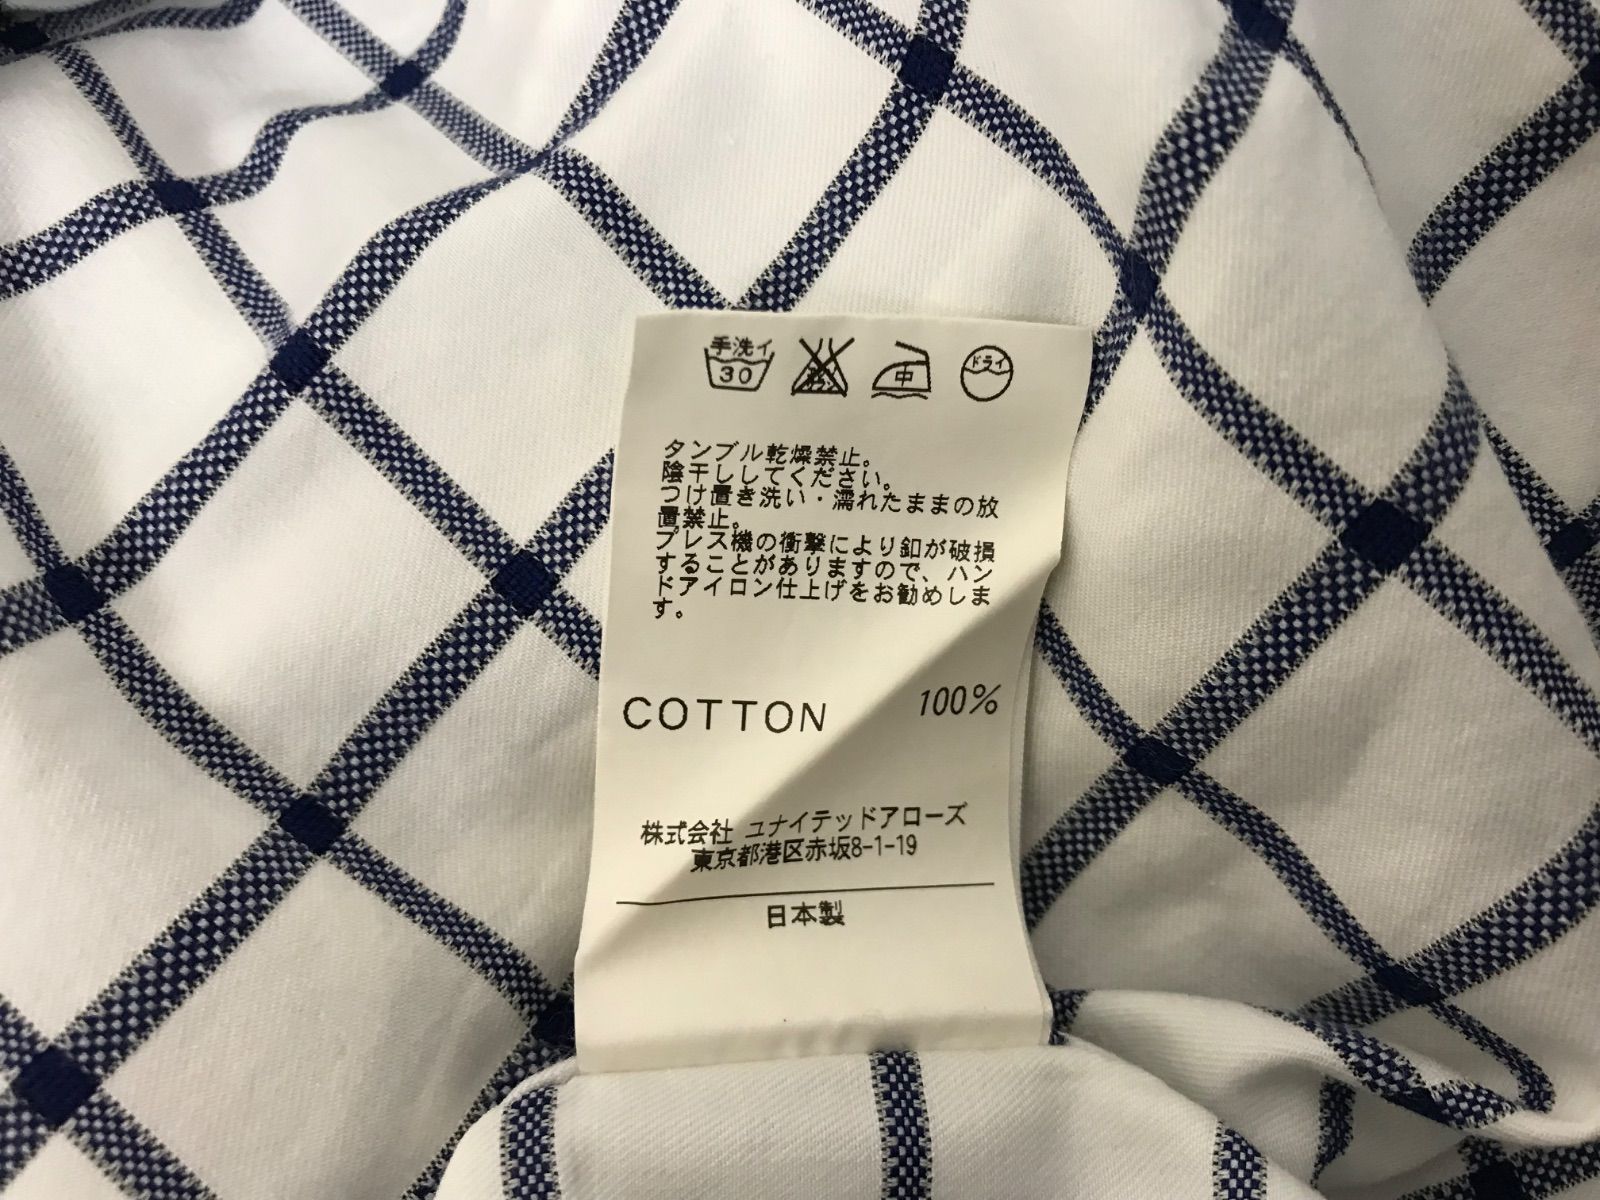 手洗イ
30
中
ドライ
タンブル乾燥禁止。
陰干ししてください。
つけ置き洗い・濡れたままの放
置禁止。
プレス機の衝撃により釦が破損
することがありますので、ハン
ドアイロン仕上げをお勧めしま
す。
COTTON 100%
株式会社 ユナイテッドアローズ
東京都港区赤坂8-1-19
日本製